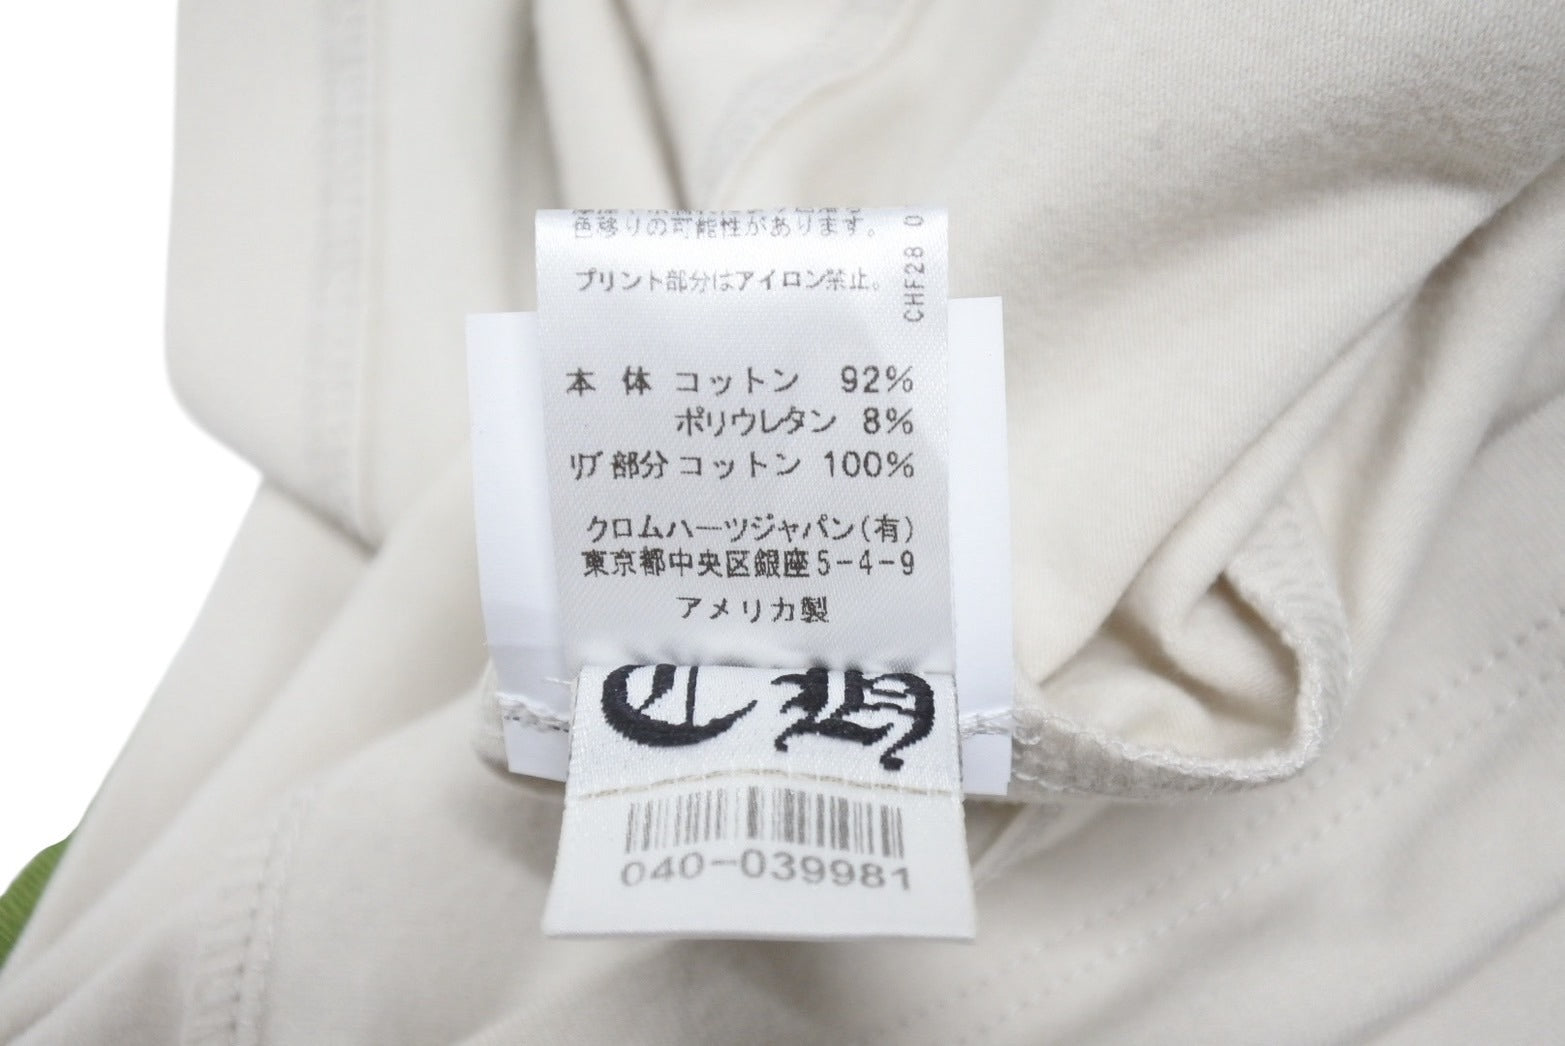 色移りの可能性があります。
プリント部分はアイロン禁止。
CHF28 0
本 体 コットン 92%
ポリウレタン 8%
リブ部分 コットン 100%
クロムハーツジャパン(有)
東京都中央区銀座5-4-9
アメリカ製
CH
040-039981